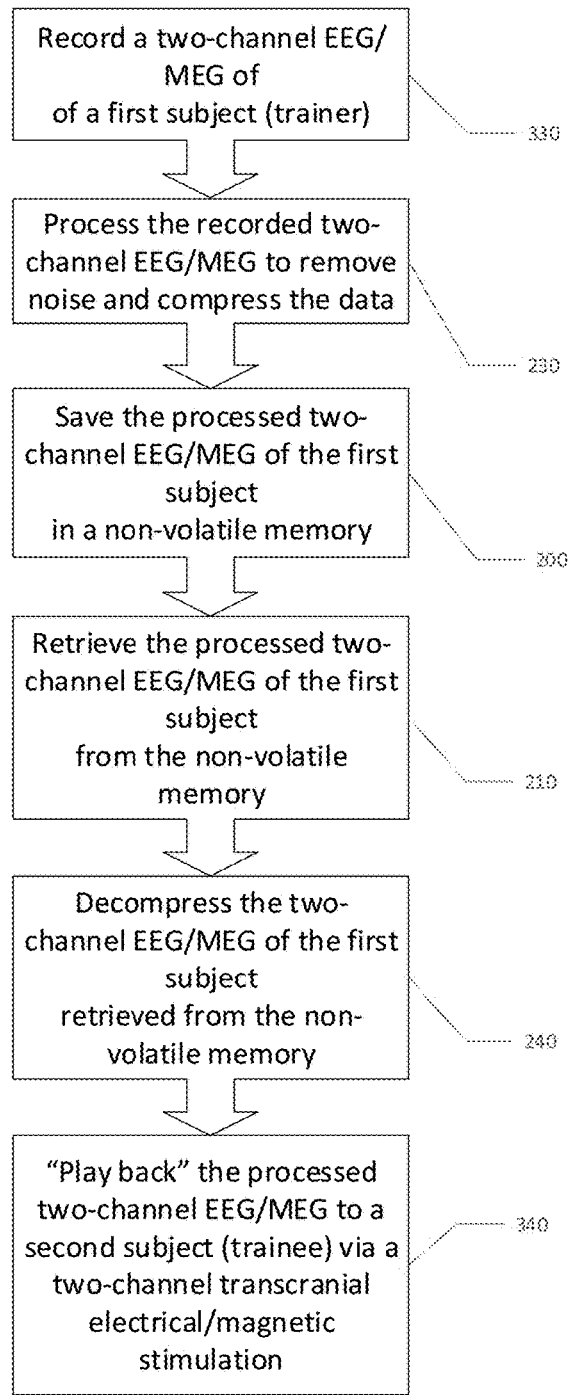 Record a two-channel EEG/
MEG of
of a first subject (trainer)
330
Process the recorded two-
channel EEG/MEG to remove
noise and compress the data
230
Save the processed two-
channel EEG/MEG of the first
subject
in a non-volatile memory
200
Retrieve the processed two-
channel EEG/MEG of the first
subject
from the non-volatile
memory
210
Decompress the two-
channel EEG/MEG of the first
subject
retrieved from the non-
volatile memory
240
“Play back” the processed
two-channel EEG/MEG to a
second subject (trainee) via a
two-channel transcranial
electrical/magnetic
stimulation
340